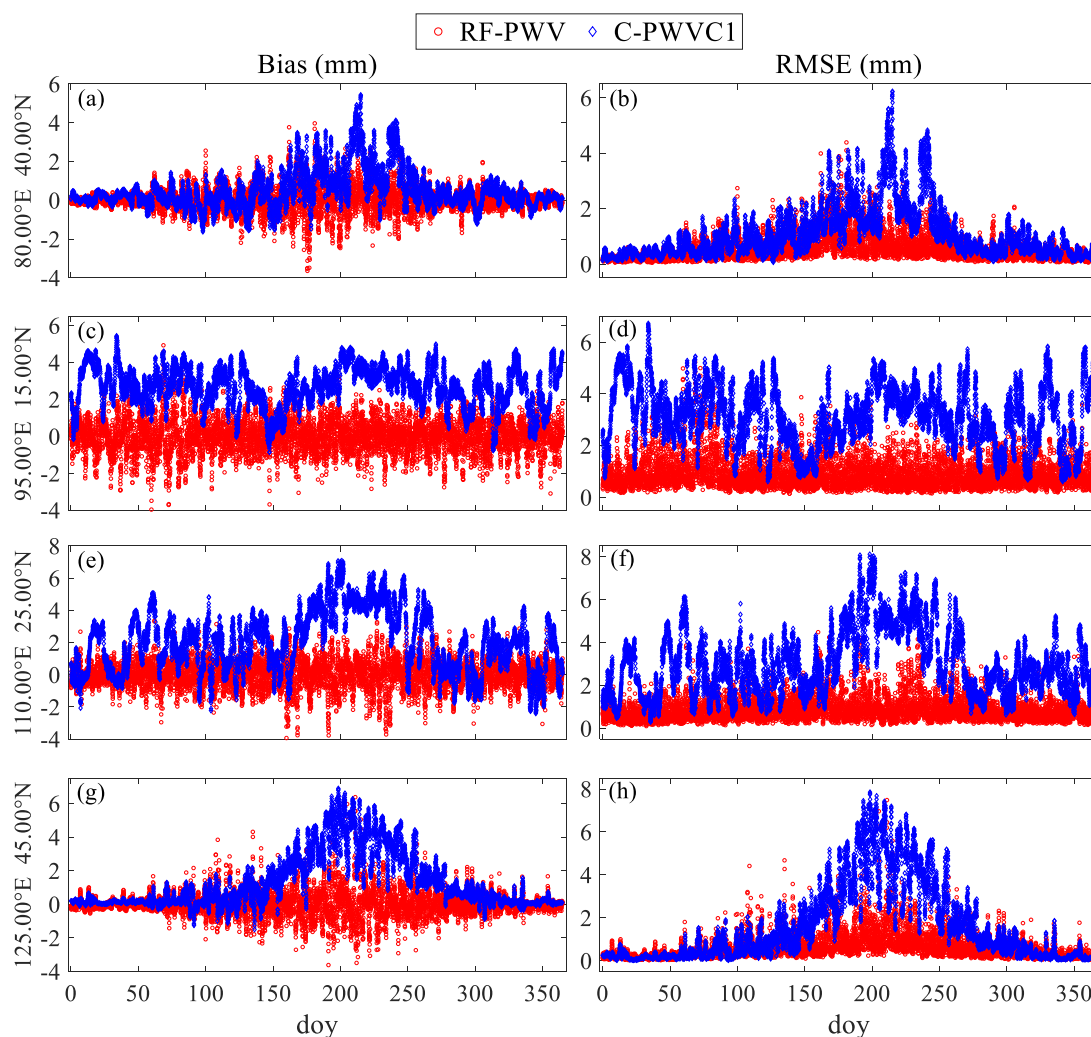 RF-PWV C-PWVC1
Bias (mm) RMSE (mm)
80.00°E 40.00°N
(a)
6
4
2
0
-2
-4
(b)
6
4
2
0
95.00°E 15.00°N
(c)
6
4
2
0
-2
-4
(d)
6
4
2
0
110.00°E 25.00°N
(e)
8
6
4
2
0
-2
-4
(f)
8
6
4
2
0
125.00°E 45.00°N
(g)
6
4
2
0
-2
-4
(h)
8
6
4
2
0
0 50 100 150 200 250 300 350
0 50 100 150 200 250 300 350
doy doy